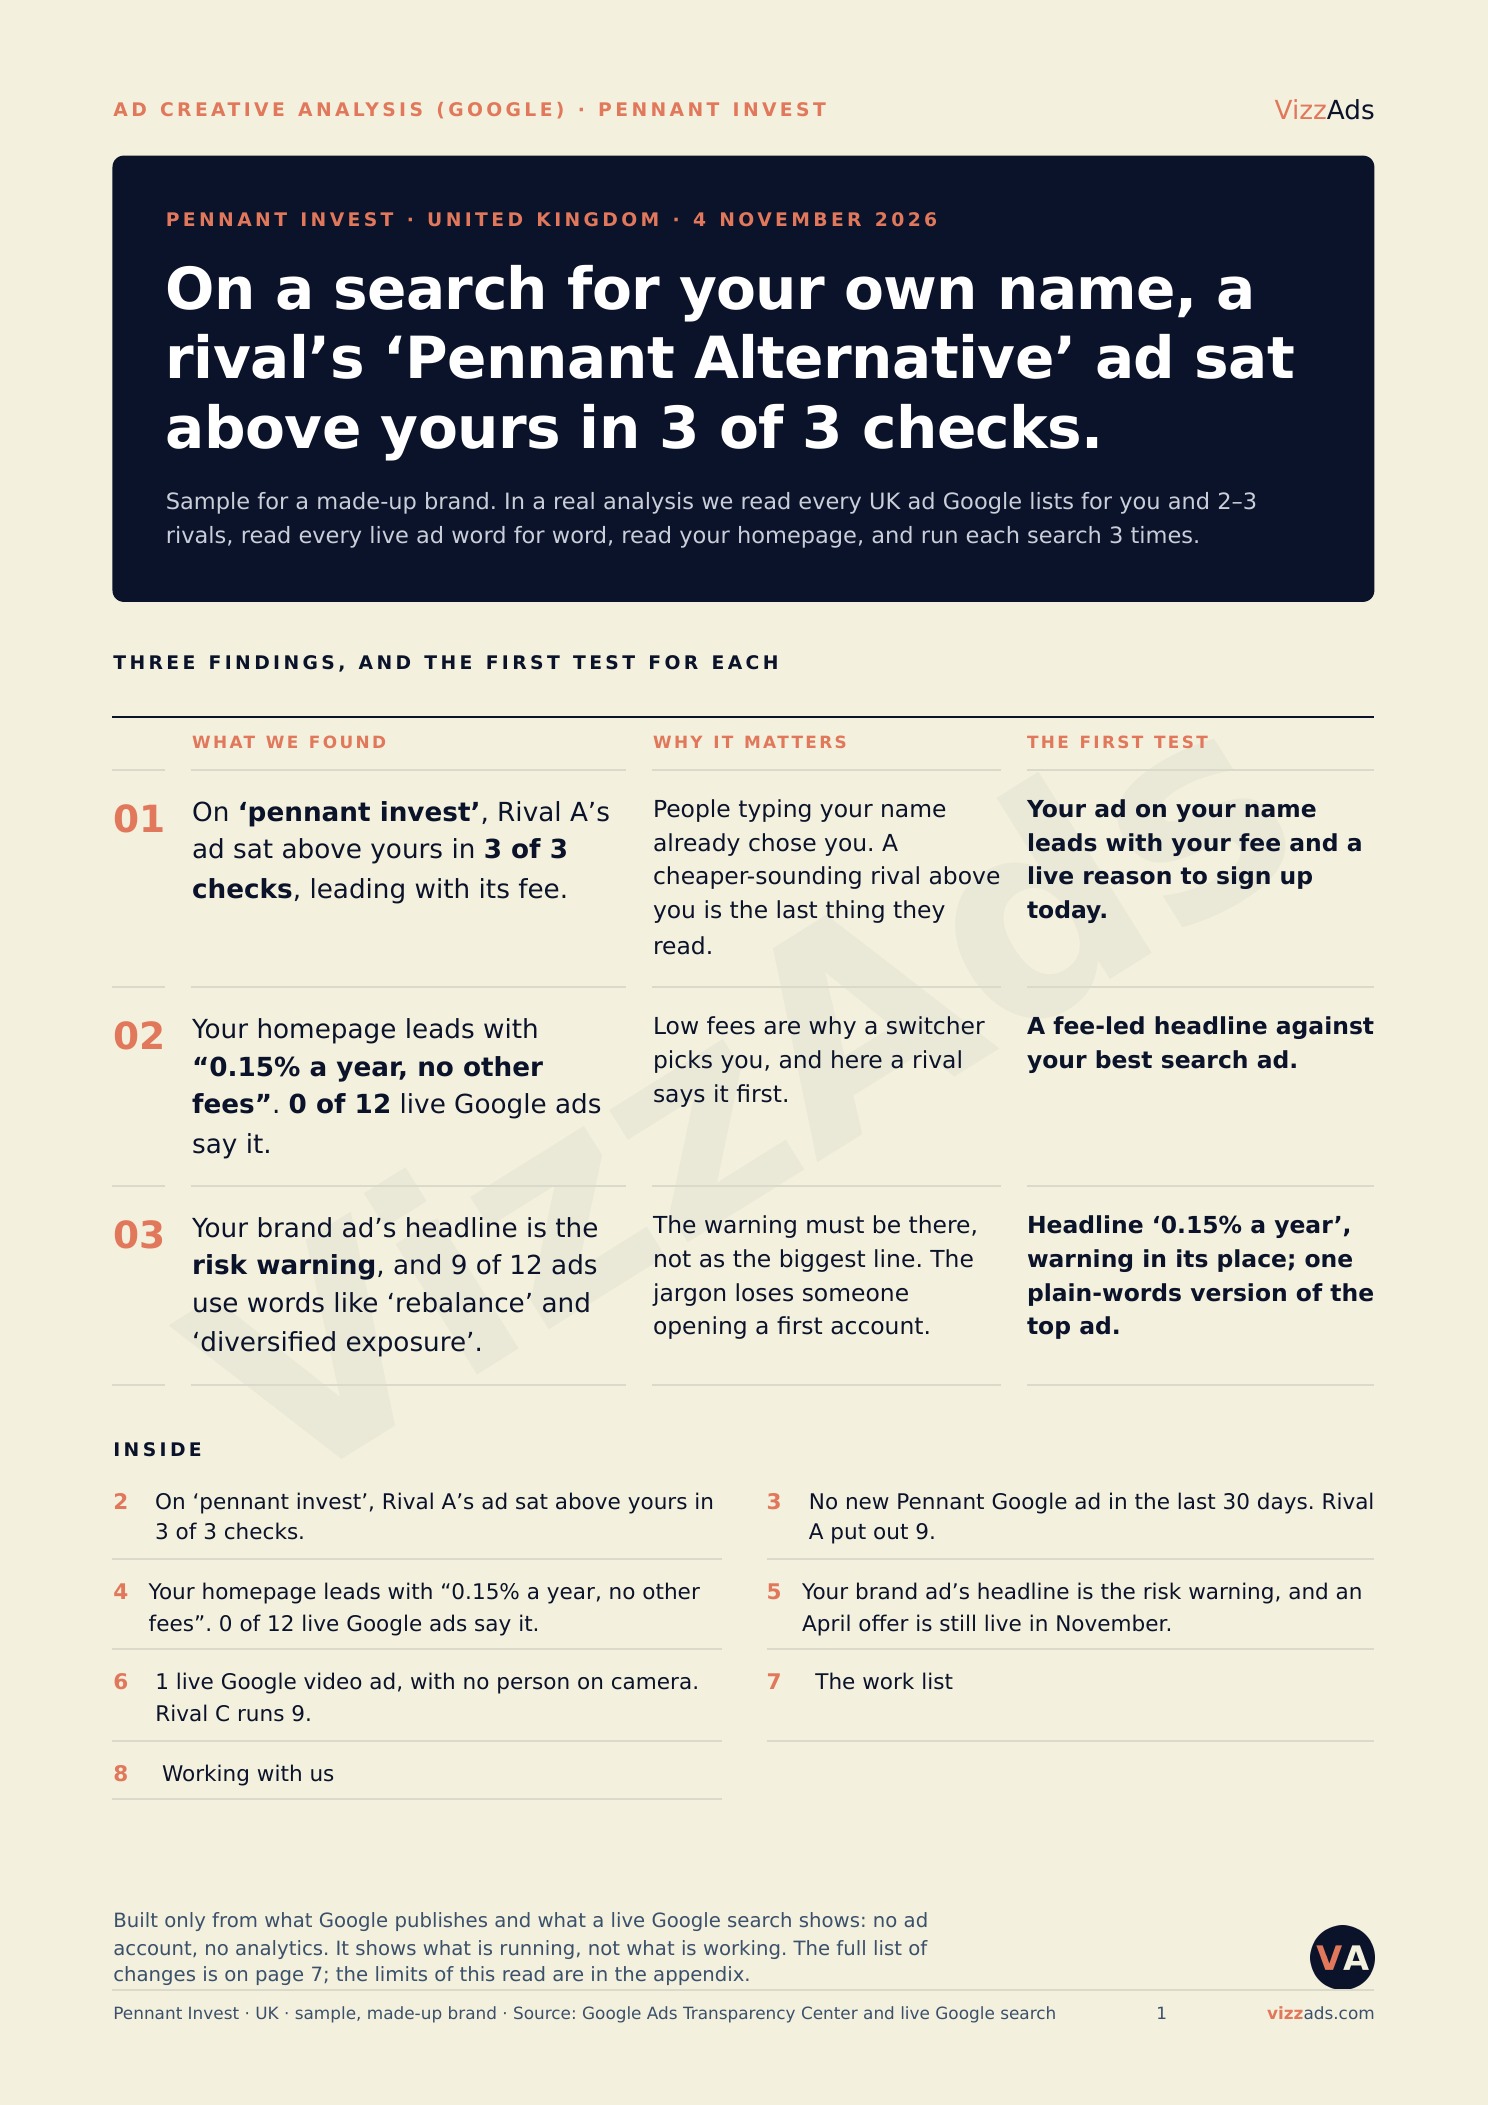 AD CREATIVE ANALYSIS (GOOGLE) · PENNANT INVEST
VizzAds
PENNANT INVEST · UNITED KINGDOM · 4 NOVEMBER 2026
On a search for your own name, a
rival’s ‘Pennant Alternative’ ad sat
above yours in 3 of 3 checks.
Sample for a made-up brand. In a real analysis we read every UK ad Google lists for you and 2–3
rivals, read every live ad word for word, read your homepage, and run each search 3 times.
THREE FINDINGS, AND THE FIRST TEST FOR EACH
WHAT WE FOUND
WHY IT MATTERS
THE FIRST TEST
01
On ‘pennant invest’, Rival A’s
ad sat above yours in 3 of 3
checks, leading with its fee.
People typing your name
already chose you. A
cheaper-sounding rival above
you is the last thing they
read.
Your ad on your name
leads with your fee and a
live reason to sign up
today.
02
Your homepage leads with
“0.15% a year, no other
fees”. 0 of 12 live Google ads
say it.
Low fees are why a switcher
picks you, and here a rival
says it first.
A fee-led headline against
your best search ad.
03
Your brand ad’s headline is the
risk warning, and 9 of 12 ads
use words like ‘rebalance’ and
‘diversified exposure’.
The warning must be there,
not as the biggest line. The
jargon loses someone
opening a first account.
Headline ‘0.15% a year’,
warning in its place; one
plain-words version of the
top ad.
VizzAds
INSIDE
2 On ‘pennant invest’, Rival A’s ad sat above yours in
3 of 3 checks.
3 No new Pennant Google ad in the last 30 days. Rival
A put out 9.
4 Your homepage leads with “0.15% a year, no other
fees”. 0 of 12 live Google ads say it.
5 Your brand ad’s headline is the risk warning, and an
April offer is still live in November.
6 1 live Google video ad, with no person on camera.
Rival C runs 9.
7 The work list
8 Working with us
Built only from what Google publishes and what a live Google search shows: no ad
account, no analytics. It shows what is running, not what is working. The full list of
changes is on page 7; the limits of this read are in the appendix.
VA
Pennant Invest · UK · sample, made-up brand · Source: Google Ads Transparency Center and live Google search
1
vizzads.com